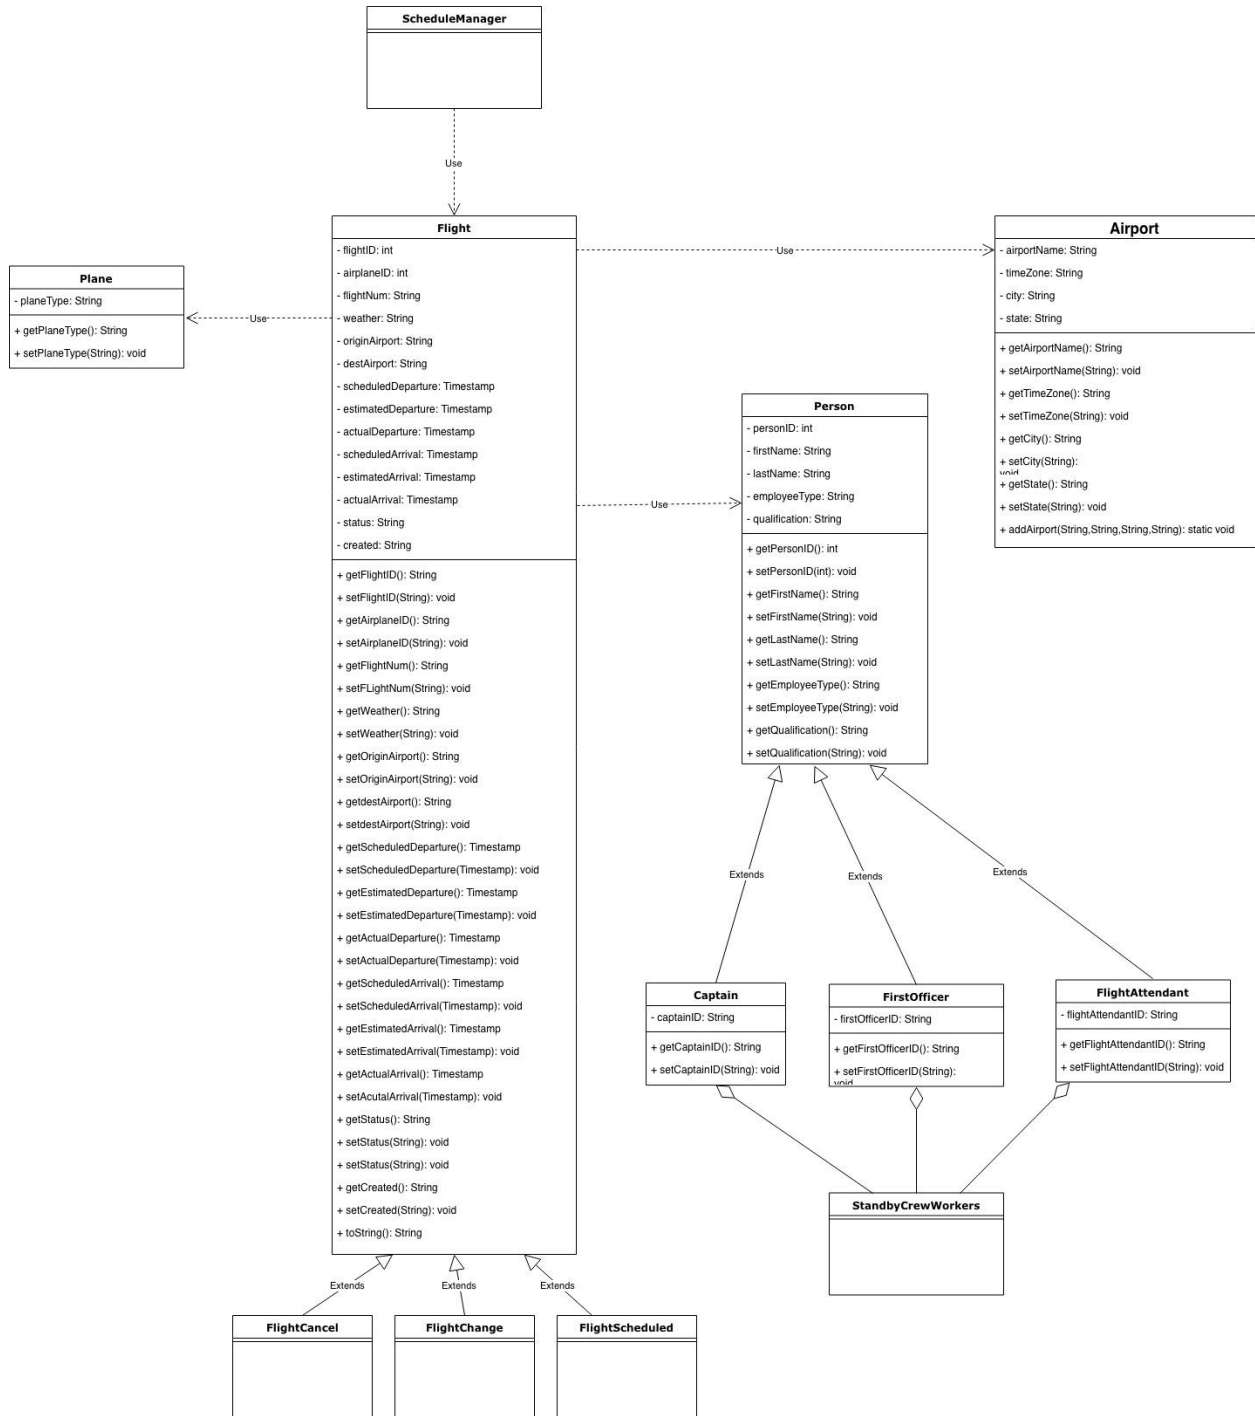 ScheduleManager
Use
Flight
- flightID: int
- airplaneID: int
- flightNum: String
- weather: String
- originAirport: String
- destAirport: String
- scheduledDeparture: Timestamp
- estimatedDeparture: Timestamp
- actualDeparture: Timestamp
- scheduledArrival: Timestamp
- estimatedArrival: Timestamp
- actualArrival: Timestamp
- status: String
- created: String
+ getFlightID(): String
+ setFlightID(String): void
+ getAirplaneID(): String
+ setAirplaneID(String): void
+ getFlightNum(): String
+ setFLightNum(String): void
+ getWeather(): String
+ setWeather(String): void
+ getOriginAirport(): String
+ setOriginAirport(String): void
+ getdestAirport(): String
+ setdestAirport(String): void
+ getScheduledDeparture(): Timestamp
+ setScheduledDeparture(Timestamp): void
+ getEstimatedDeparture(): Timestamp
+ setEstimatedDeparture(Timestamp): void
+ getActualDeparture(): Timestamp
+ setActualDeparture(Timestamp): void
+ getScheduledArrival(): Timestamp
+ setScheduledArrival(Timestamp): void
+ getEstimatedArrival(): Timestamp
+ setEstimatedArrival(Timestamp): void
+ getActualArrival(): Timestamp
+ setAcutalArrival(Timestamp): void
+ getStatus(): String
+ setStatus(String): void
+ setStatus(String): void
+ getCreated(): String
+ setCreated(String): void
+ toString(): String
Use
Plane
- planeType: String
+ getPlaneType(): String
+ setPlaneType(String): void
Use
Airport
- airportName: String
- timeZone: String
- city: String
- state: String
+ getAirportName(): String
+ setAirportName(String): void
+ getTimeZone(): String
+ setTimeZone(String): void
+ getCity(): String
+ setCity(String):
void
+ getState(): String
+ setState(String): void
+ addAirport(String,String,String,String): static void
Use
Person
- personID: int
- firstName: String
- lastName: String
- employeeType: String
- qualification: String
+ getPersonID(): int
+ setPersonID(int): void
+ getFirstName(): String
+ setFirstName(String): void
+ getLastName(): String
+ setLastName(String): void
+ getEmployeeType(): String
+ setEmployeeType(String): void
+ getQualification(): String
+ setQualification(String): void
Extends
Extends
Extends
Captain
- captainID: String
+ getCaptainID(): String
+ setCaptainID(String): void
FirstOfficer
- firstOfficerID: String
+ getFirstOfficerID(): String
+ setFirstOfficerID(String):
void
FlightAttendant
- flightAttendantID: String
+ getFlightAttendantID(): String
+ setFlightAttendantID(String): void
StandbyCrewWorkers
Extends
Extends
Extends
FlightCancel
FlightChange
FlightScheduled